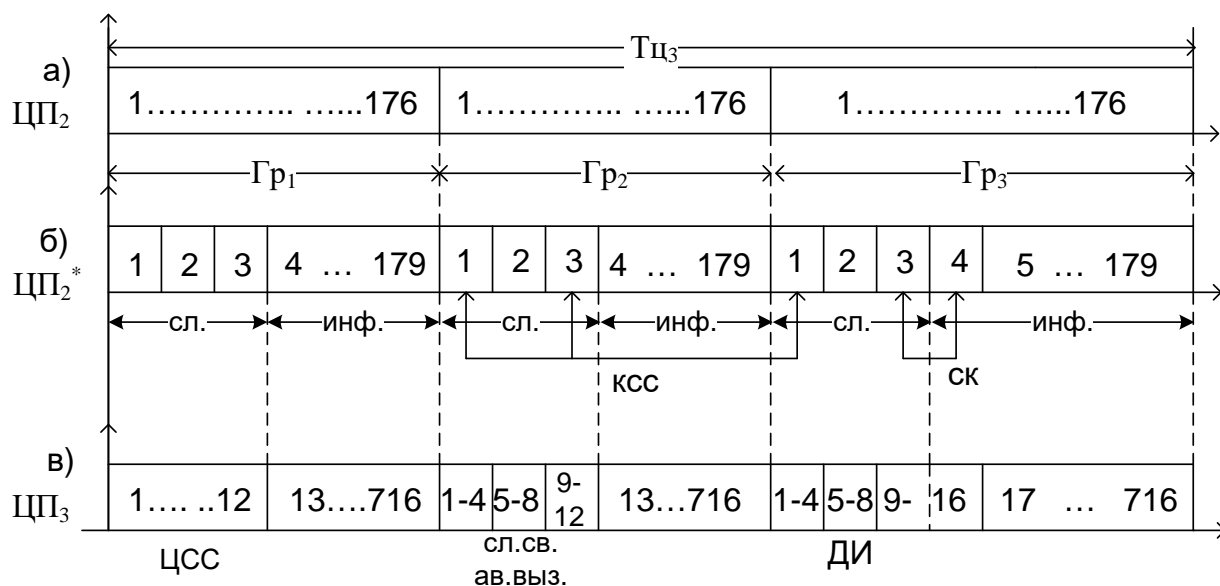 Тц₃
а)
ЦП₂
1………….. …...176 1………….. …...176 1………….. …...176
Гр₁ Гр₂ Гр₃
б)
ЦП₂*
1 2 3 4 … 179 1 2 3 4 … 179 1 2 3 4 5 … 179
сл. инф. сл. инф. сл. инф.
КСС СК
в)
ЦП₃
1…. ..12 13….716 1-4 5-8 9-12 13…716 1-4 5-8 9- 16 17 … 716
ЦСС сл.св. ДИ
ав.выз.